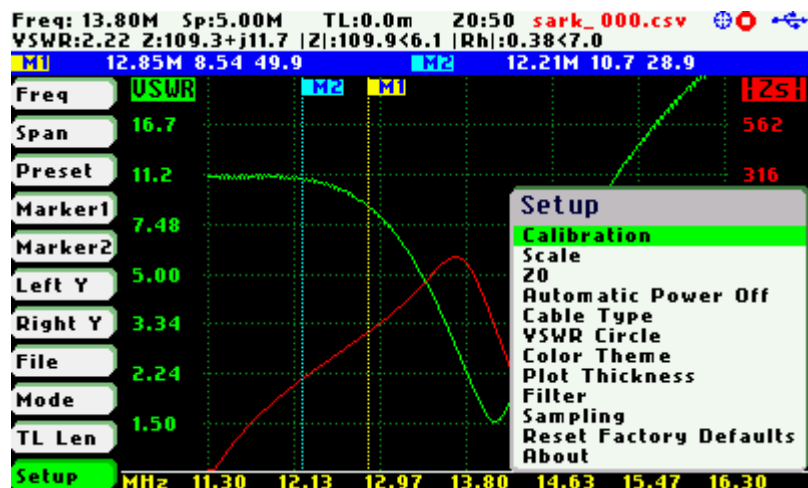 Freq: 13.80M Sp:5.00M TL:0.0m Z0:50 sark_000.csv
VSWR:2.22 Z:109.3+j11.7 |Z|:109.9<6.1 |Rh|:0.38<7.0
M1 12.85M 8.54 49.9 M2 12.21M 10.7 28.9
Freq
Span
Preset
Marker1
Marker2
Left Y
Right Y
File
Mode
TL Len
Setup
VSWR M2 M1 |Zs|
16.7 562
11.2 316
7.48
5.00
3.34
2.24
1.50
Setup
Calibration
Scale
Z0
Automatic Power Off
Cable Type
VSWR Circle
Color Theme
Plot Thickness
Filter
Sampling
Reset Factory Defaults
About
MHz 11.30 12.13 12.97 13.80 14.63 15.47 16.30